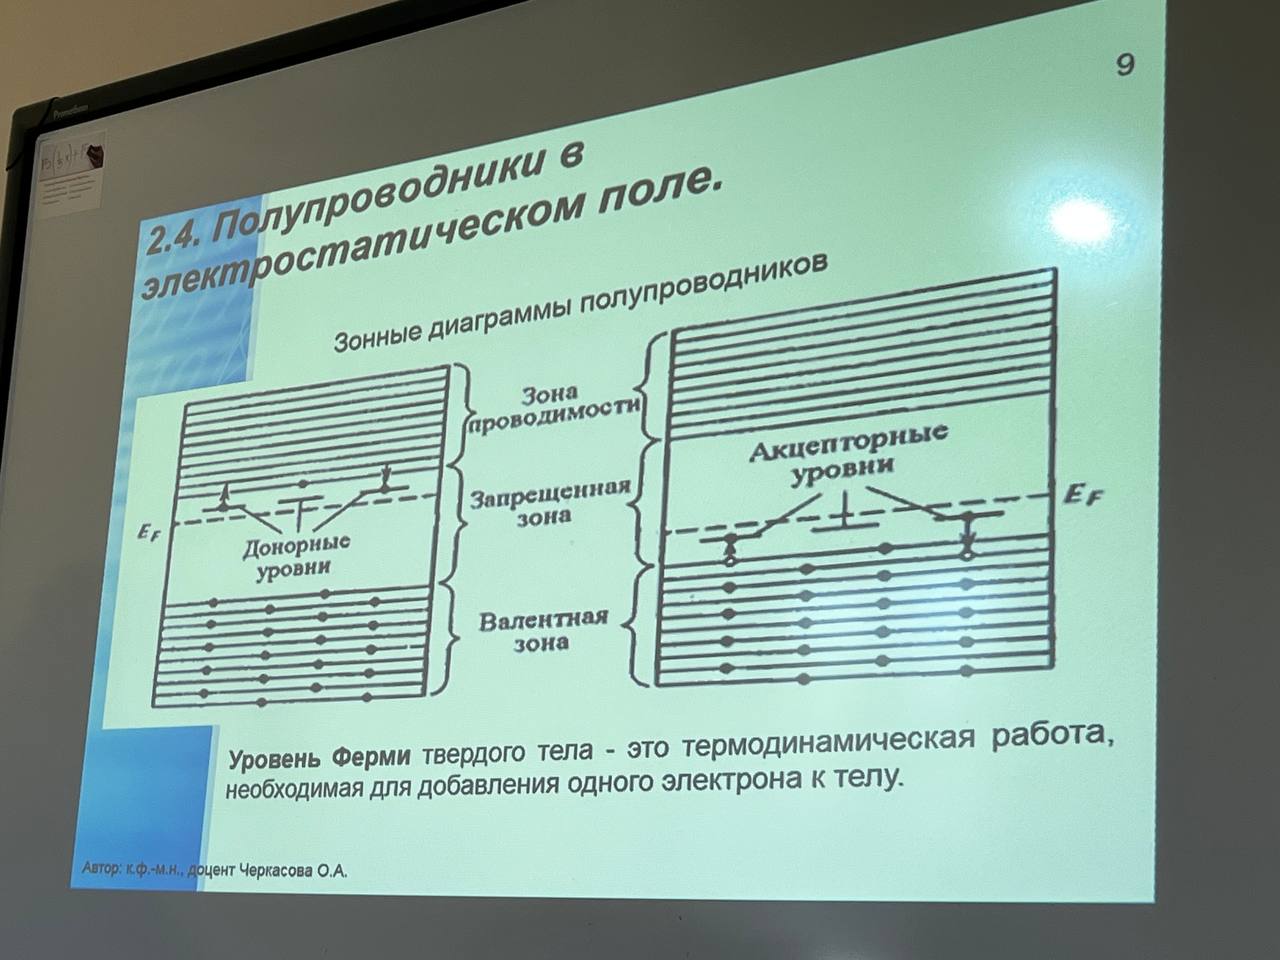 Promethean
9
2.4. Полупроводники в
электростатическом поле.
Зонные диаграммы полупроводников
Зона
проводимости
Запрещенная
зона
Валентная
зона
E_F
Донорные
уровни
Акцепторные
уровни
E_F
Уровень Ферми твердого тела - это термодинамическая работа,
необходимая для добавления одного электрона к телу.
Автор: к.ф.-м.н., доцент Черкасова О.А.